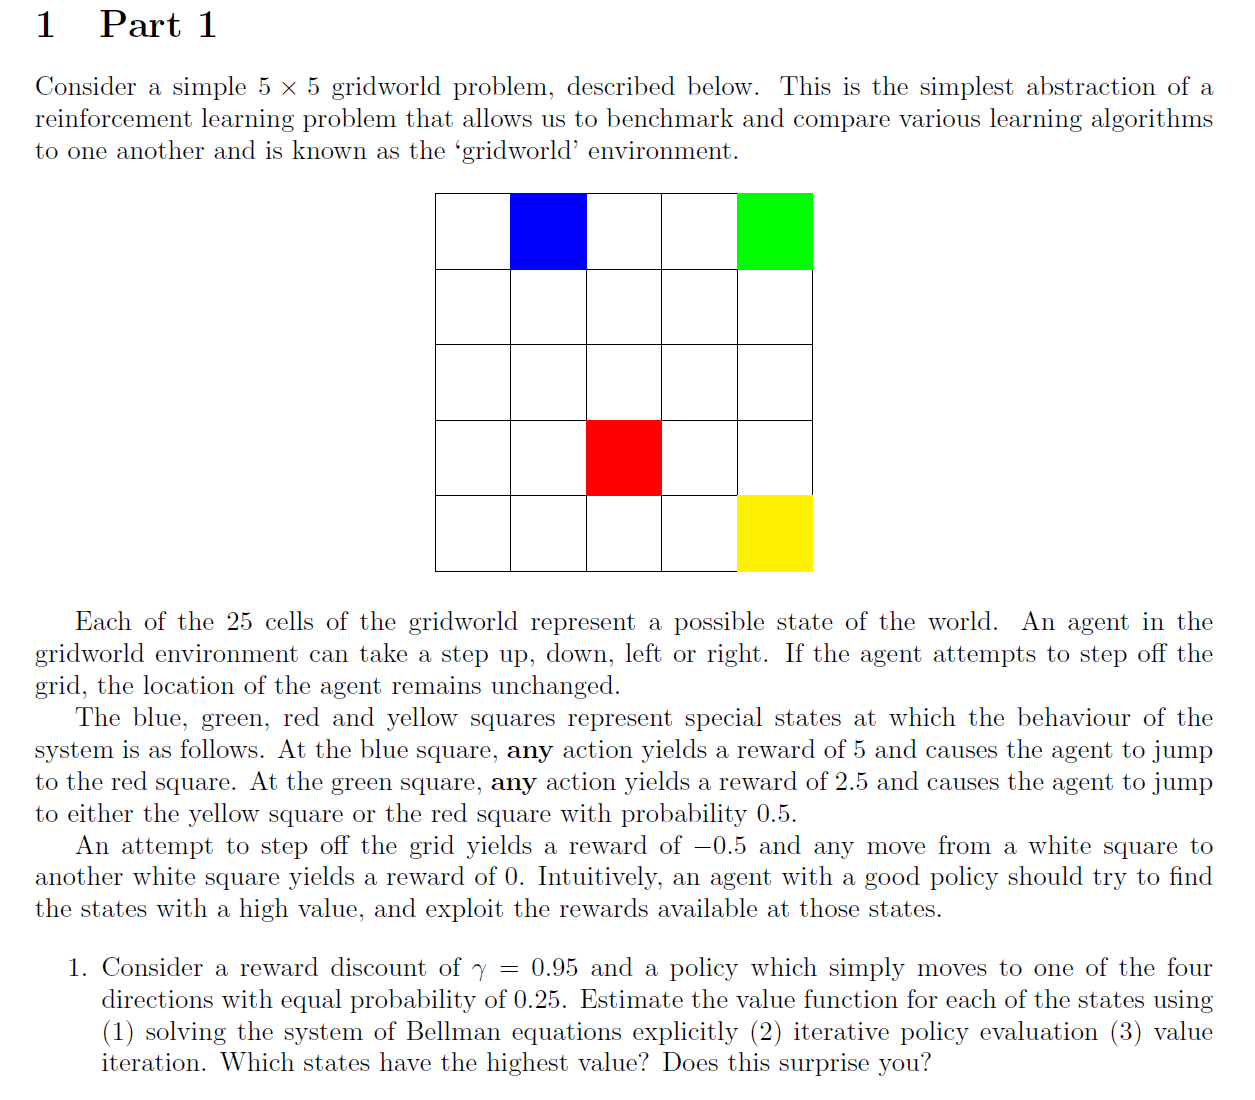 1 Part 1
Consider a simple 5 × 5 gridworld problem, described below. This is the simplest abstraction of a
reinforcement learning problem that allows us to benchmark and compare various learning algorithms
to one another and is known as the ‘gridworld’ environment.
Each of the 25 cells of the gridworld represent a possible state of the world. An agent in the
gridworld environment can take a step up, down, left or right. If the agent attempts to step off the
grid, the location of the agent remains unchanged.
The blue, green, red and yellow squares represent special states at which the behaviour of the
system is as follows. At the blue square, any action yields a reward of 5 and causes the agent to jump
to the red square. At the green square, any action yields a reward of 2.5 and causes the agent to jump
to either the yellow square or the red square with probability 0.5.
An attempt to step off the grid yields a reward of −0.5 and any move from a white square to
another white square yields a reward of 0. Intuitively, an agent with a good policy should try to find
the states with a high value, and exploit the rewards available at those states.
1. Consider a reward discount of γ = 0.95 and a policy which simply moves to one of the four
directions with equal probability of 0.25. Estimate the value function for each of the states using
(1) solving the system of Bellman equations explicitly (2) iterative policy evaluation (3) value
iteration. Which states have the highest value? Does this surprise you?